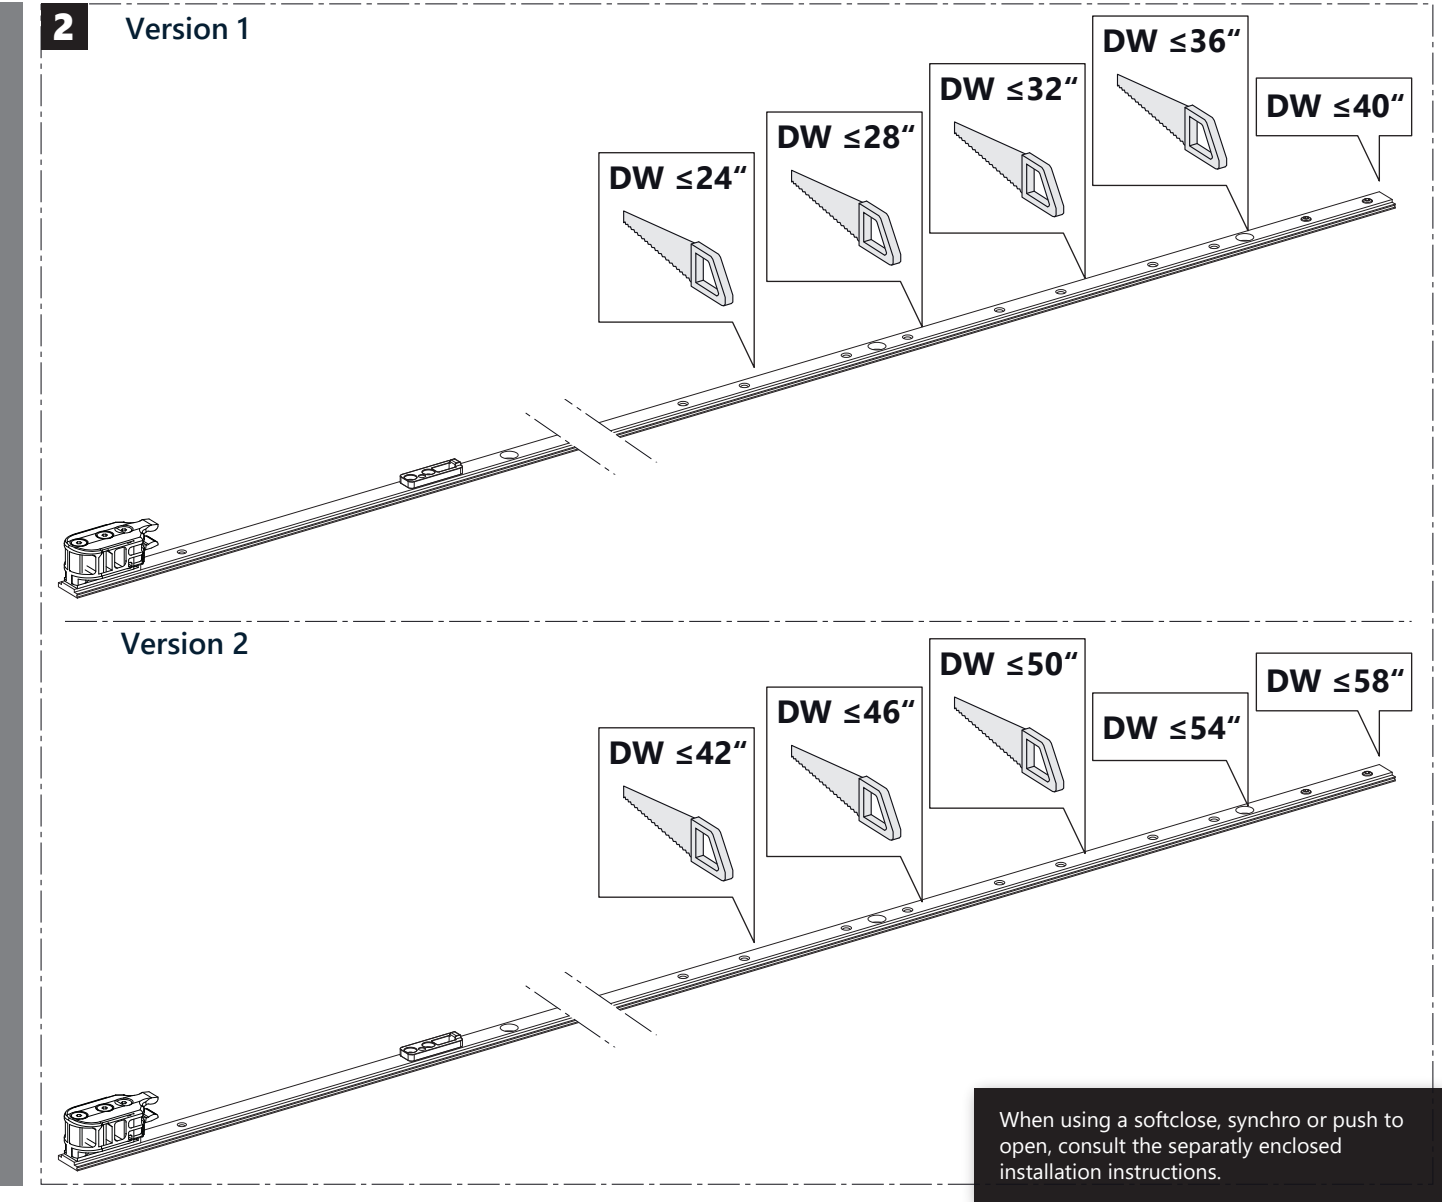 2
Version 1
DW ≤24“
DW ≤28“
DW ≤32“
DW ≤36“
DW ≤40“
Version 2
DW ≤42“
DW ≤46“
DW ≤50“
DW ≤54“
DW ≤58“
When using a softclose, synchro or push to
open, consult the separatly enclosed
installation instructions.